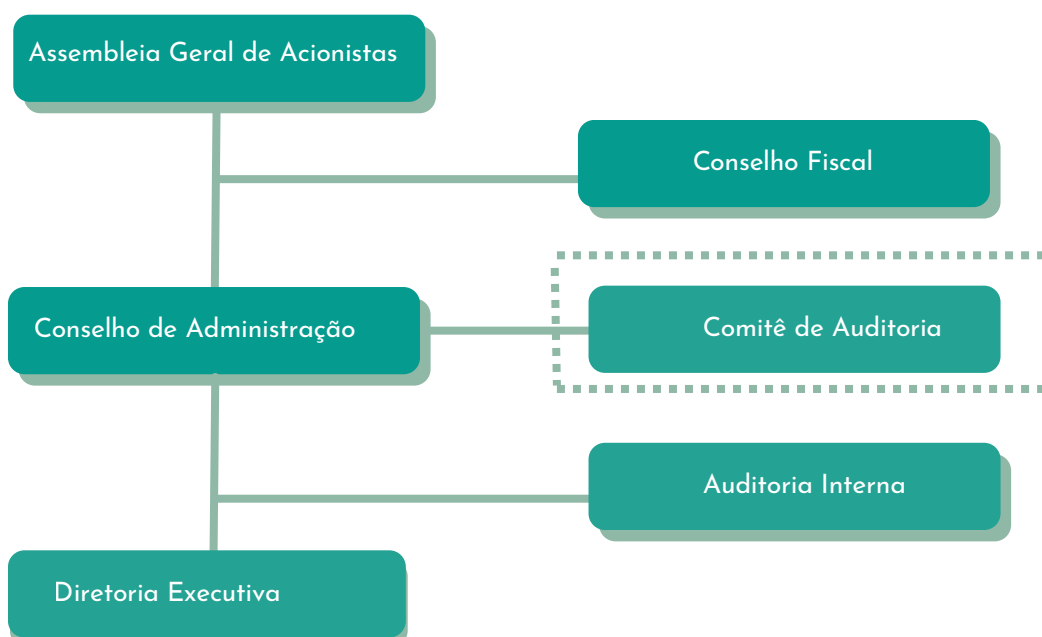 Assembleia Geral de Acionistas
Conselho Fiscal
Conselho de Administração
Comitê de Auditoria
Auditoria Interna
Diretoria Executiva